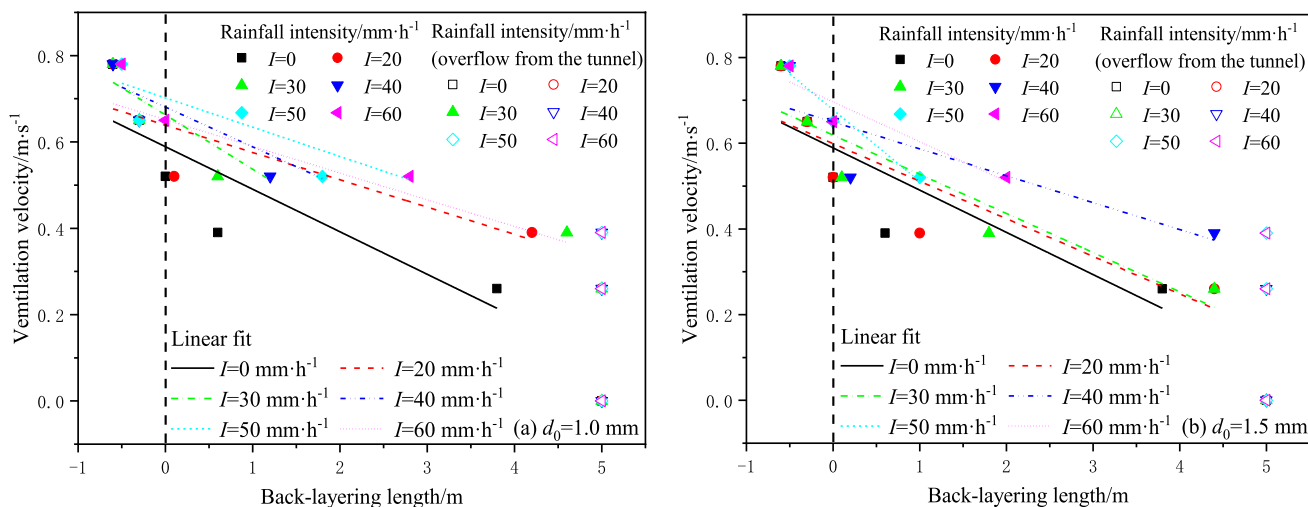 Rainfall intensity/mm·h-1 Rainfall intensity/mm·h-1
(overflow from the tunnel)
I=0 I=20
I=30 I=40
I=50 I=60
I=0 I=20
I=30 I=40
I=50 I=60
0.8
0.6
0.4
0.2
0.0
Ventilation velocity/m·s-1
Linear fit
I=0 mm·h-1 I=20 mm·h-1
I=30 mm·h-1 I=40 mm·h-1
I=50 mm·h-1 I=60 mm·h-1
(a) d0=1.0 mm
-1 0 1 2 3 4 5
Back-layering length/m
Rainfall intensity/mm·h-1 Rainfall intensity/mm·h-1
(overflow from the tunnel)
I=0 I=20
I=30 I=40
I=50 I=60
I=0 I=20
I=30 I=40
I=50 I=60
0.8
0.6
0.4
0.2
0.0
Ventilation velocity/m·s-1
Linear fit
I=0 mm·h-1 I=20 mm·h-1
I=30 mm·h-1 I=40 mm·h-1
I=50 mm·h-1 I=60 mm·h-1
(b) d0=1.5 mm
-1 0 1 2 3 4 5
Back-layering length/m